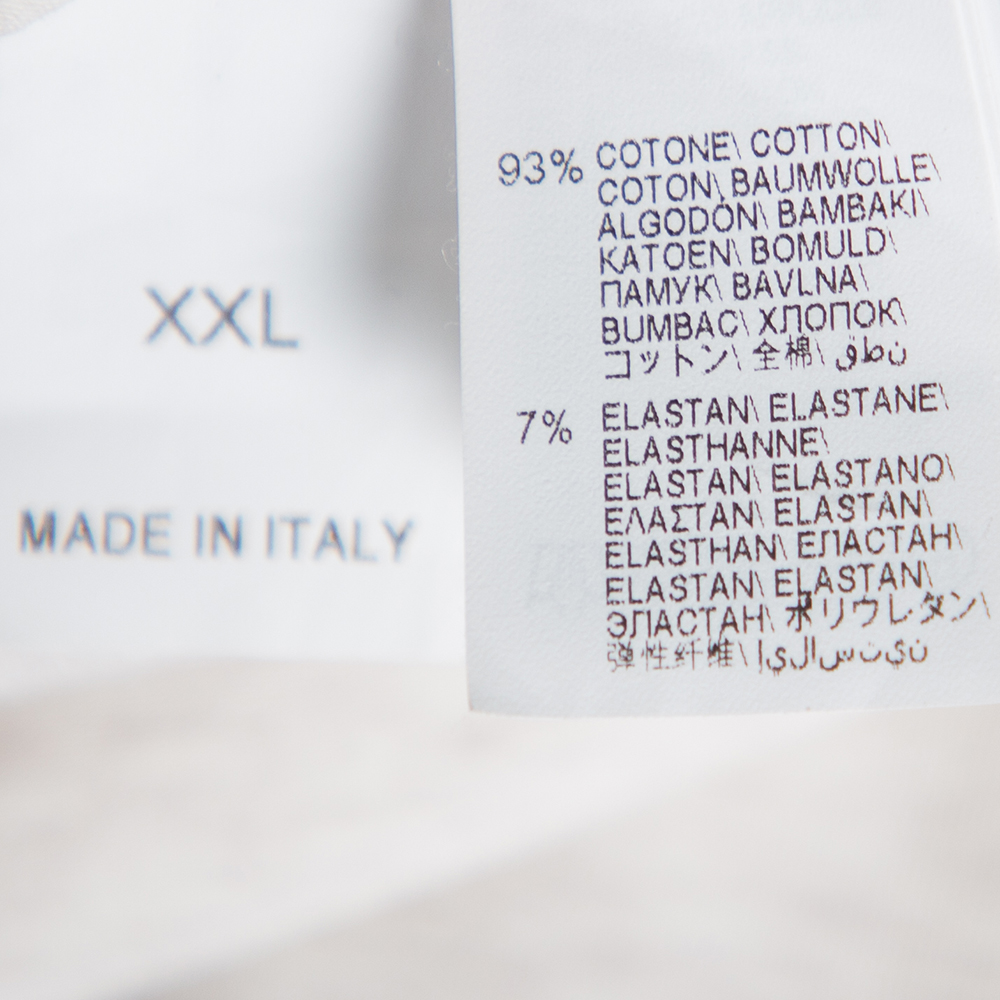 XXL
MADE IN ITALY
93% COTONE\ COTTON\
COTON\ BAUMWOLLE\
ALGODÓN\ BAMBAKI\
KATOEN\ BOMULD\
ПАМУК\ BAVLNA\
BUMBAC\ ХЛОПОК\
コットン\ 全棉\ قطن
7% ELASTAN\ ELASTANE\
ELASTHANNE\
ELASTAN\ ELASTANO\
ΕΛΑΣΤΑΝ\ ELASTAN\
ELASTHAN\ ЕЛАСТАН\
ELASTAN\ ELASTAN\
ЭЛАСТАН\ ポリウレタン\
弹性纤维\ إيلاستين